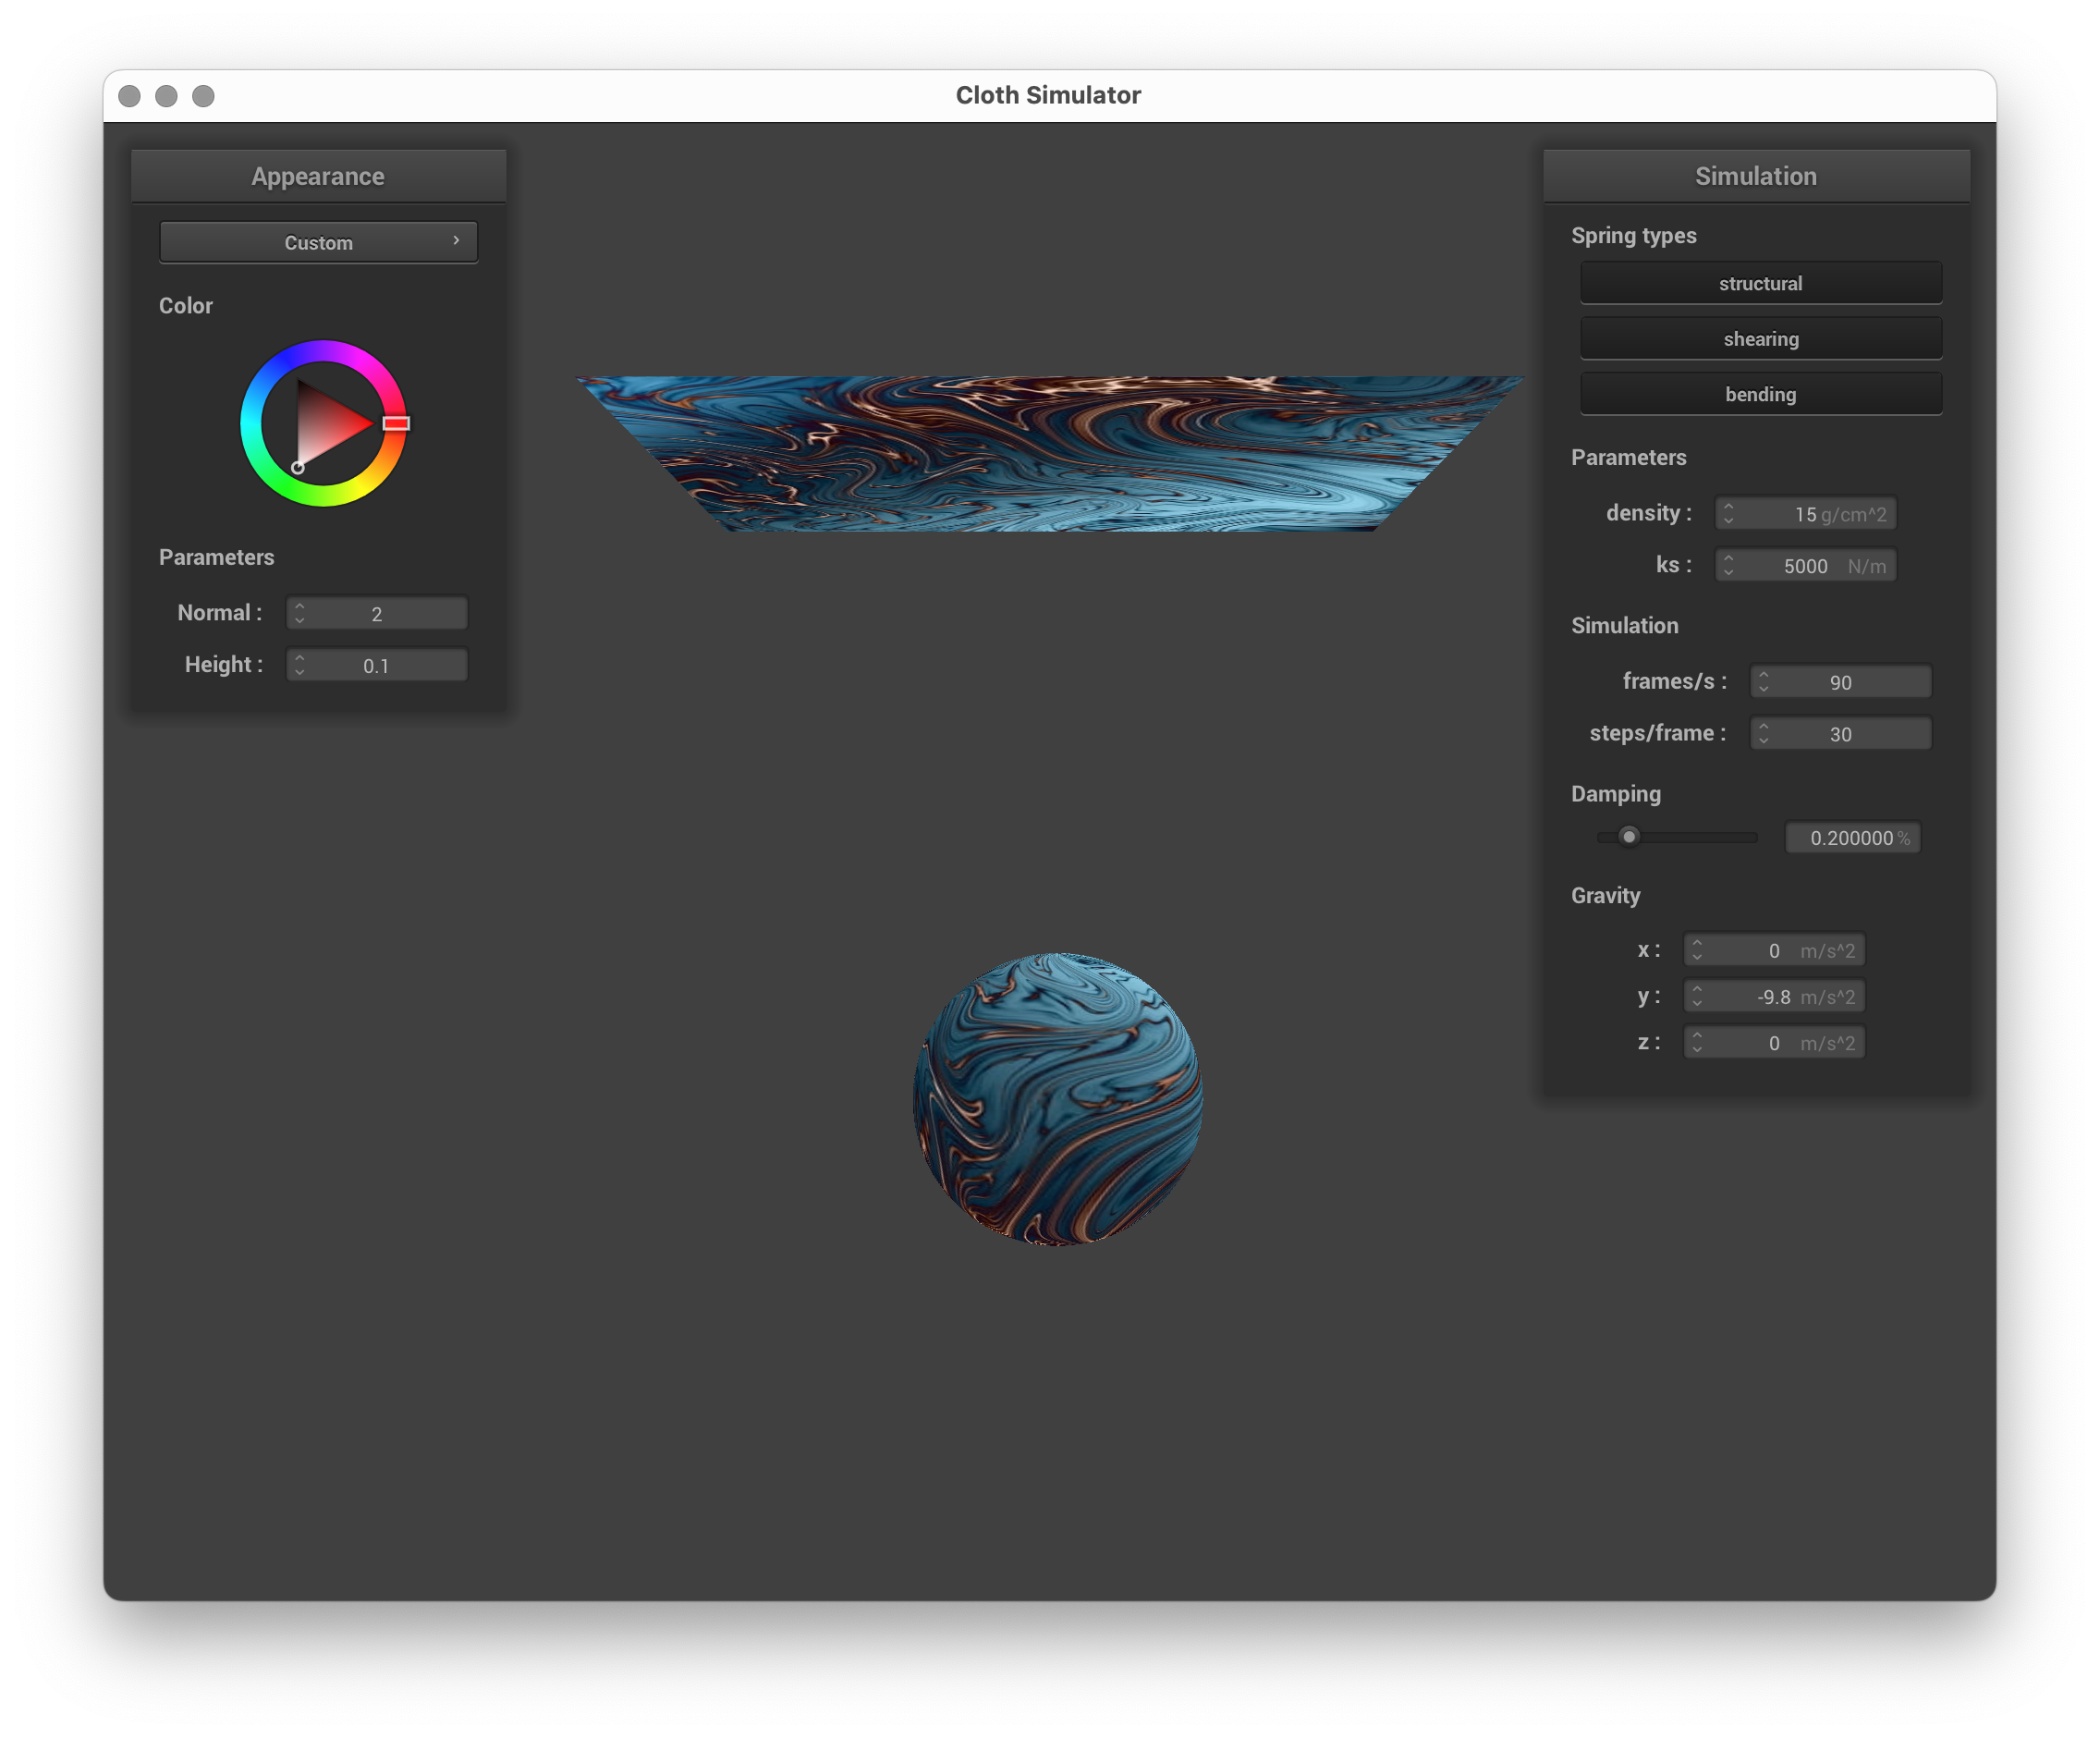 Cloth Simulator
Appearance
Custom
Color
Parameters
Normal : 2
Height : 0.1
Simulation
Spring types
structural
shearing
bending
Parameters
density : 15 g/cm^2
ks : 5000 N/m
Simulation
frames/s : 90
steps/frame : 30
Damping
0.200000 %
Gravity
x : 0 m/s^2
y : -9.8 m/s^2
z : 0 m/s^2